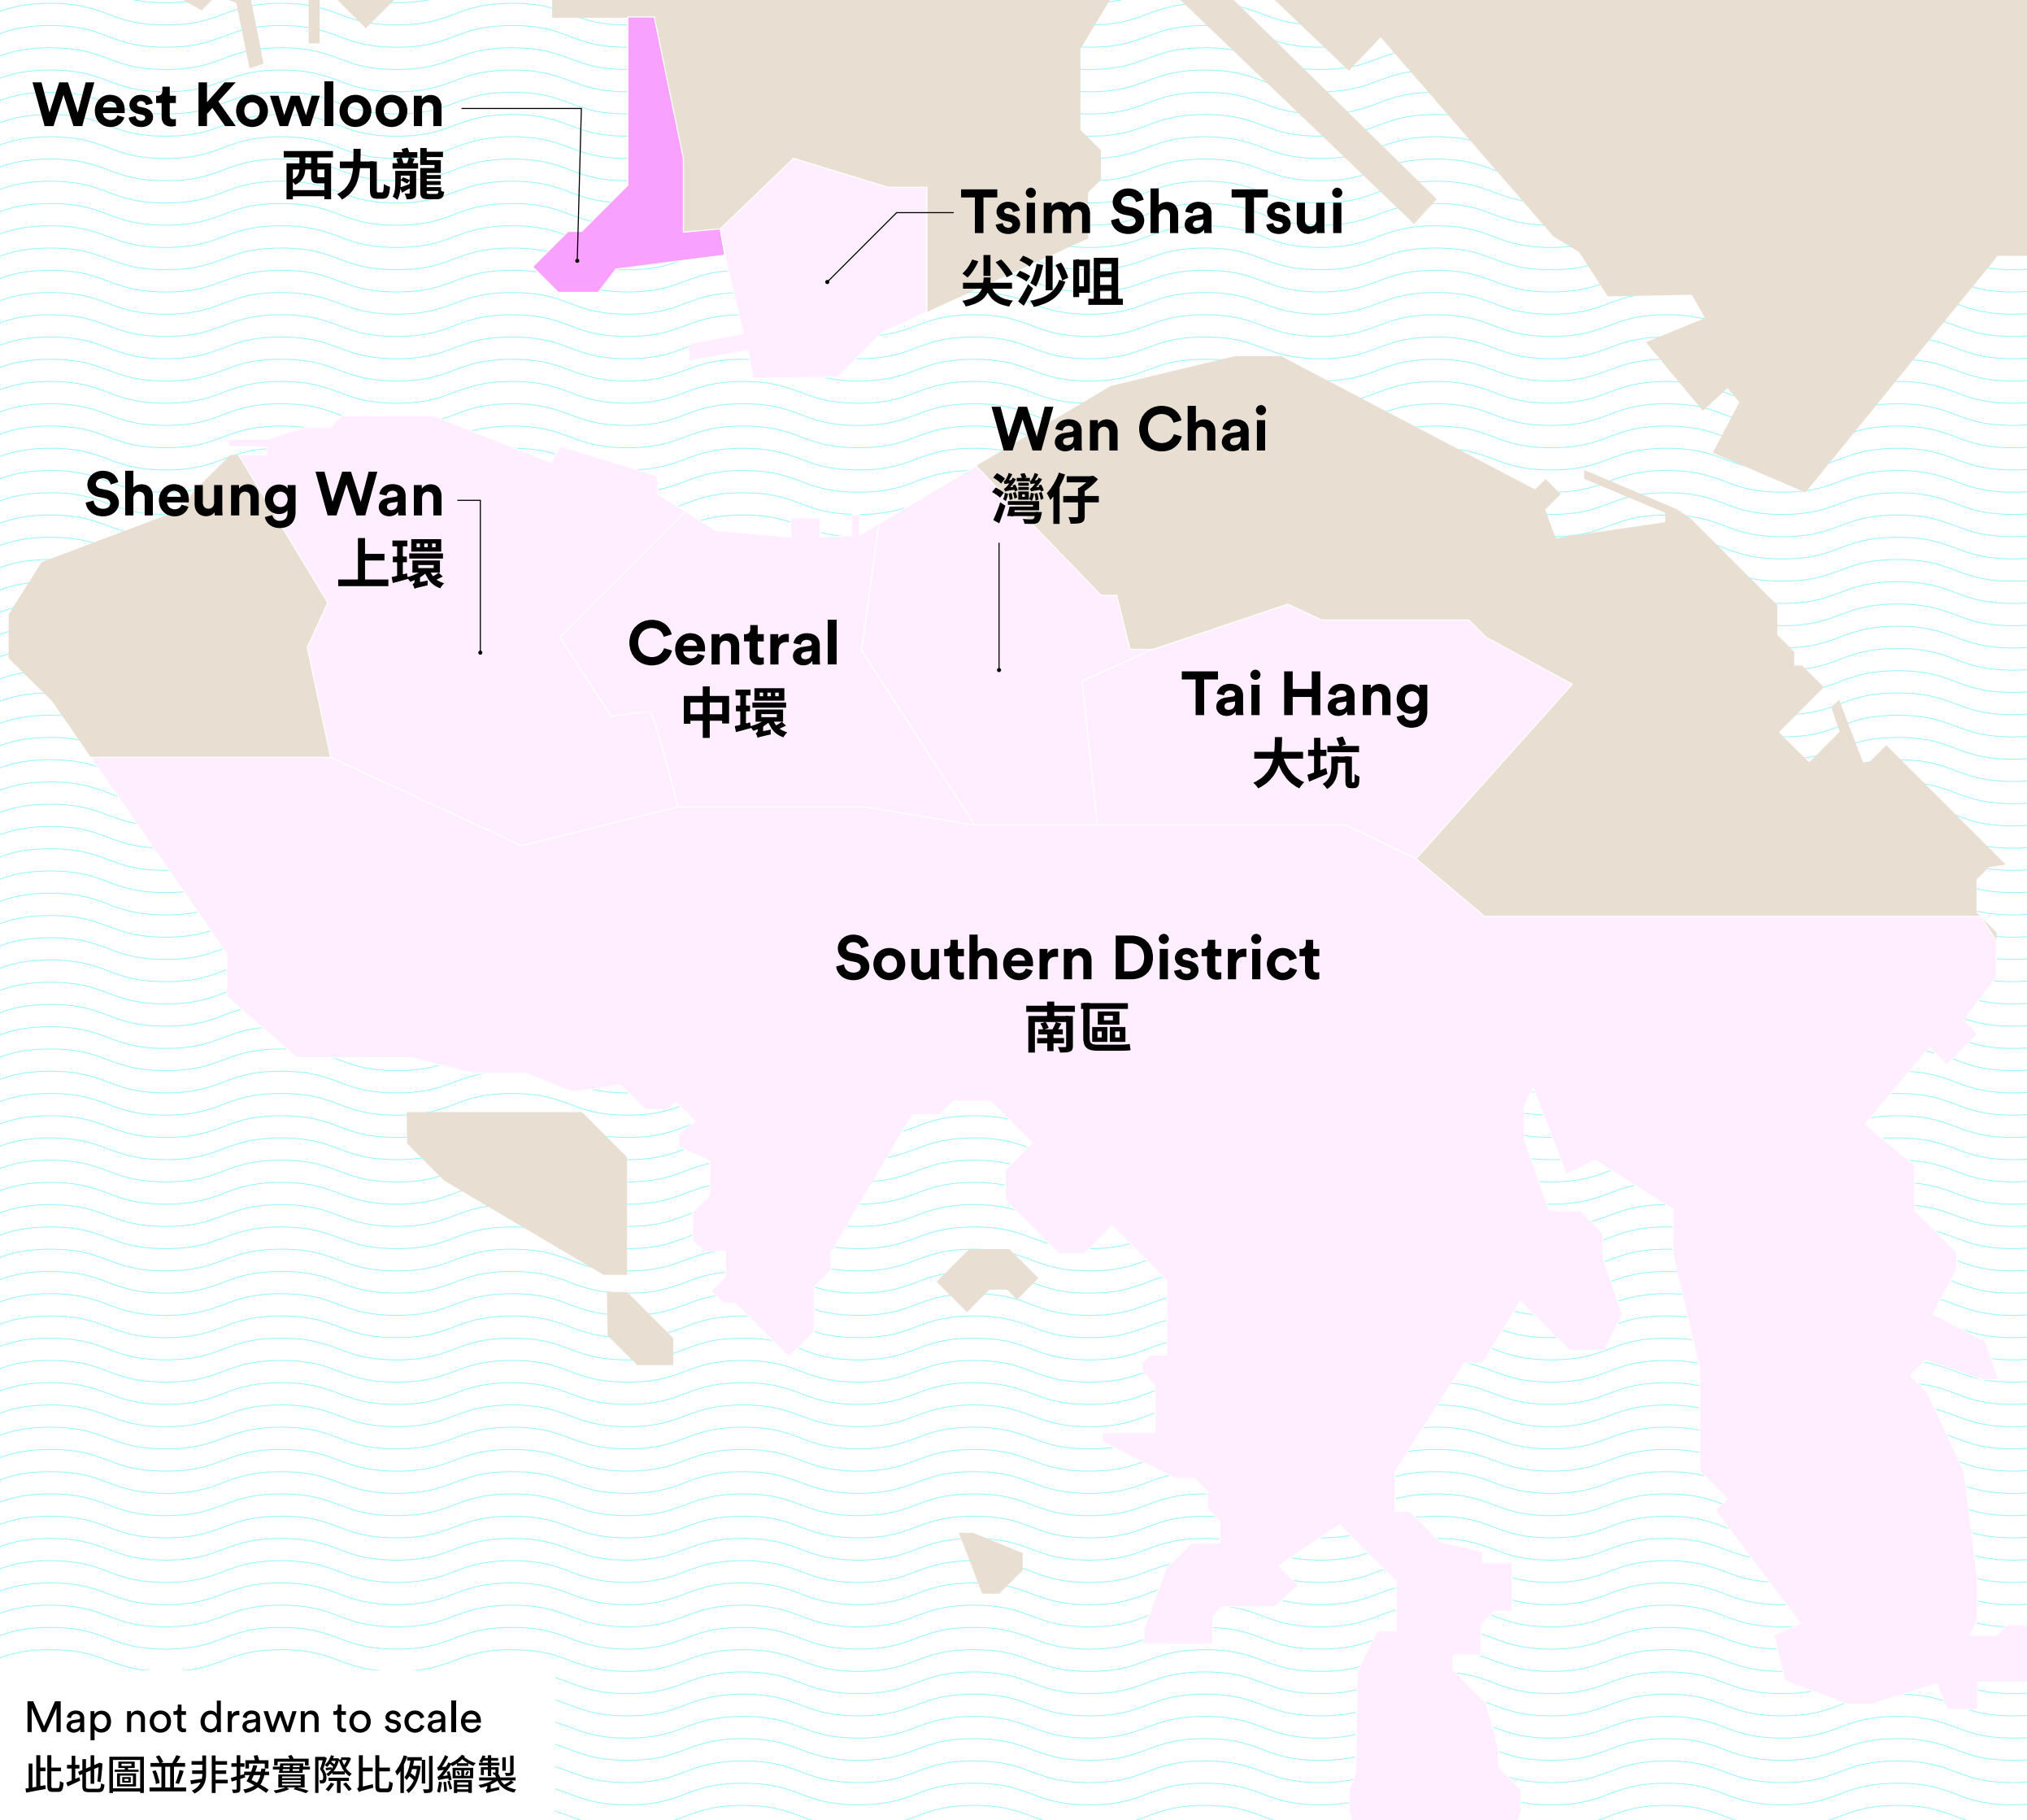 West Kowloon
西九龍
Tsim Sha Tsui
尖沙咀
Wan Chai
灣仔
Sheung Wan
上環
Central
中環
Tai Hang
大坑
Southern District
南區
Map not drawn to scale
此地圖並非按實際比例繪製